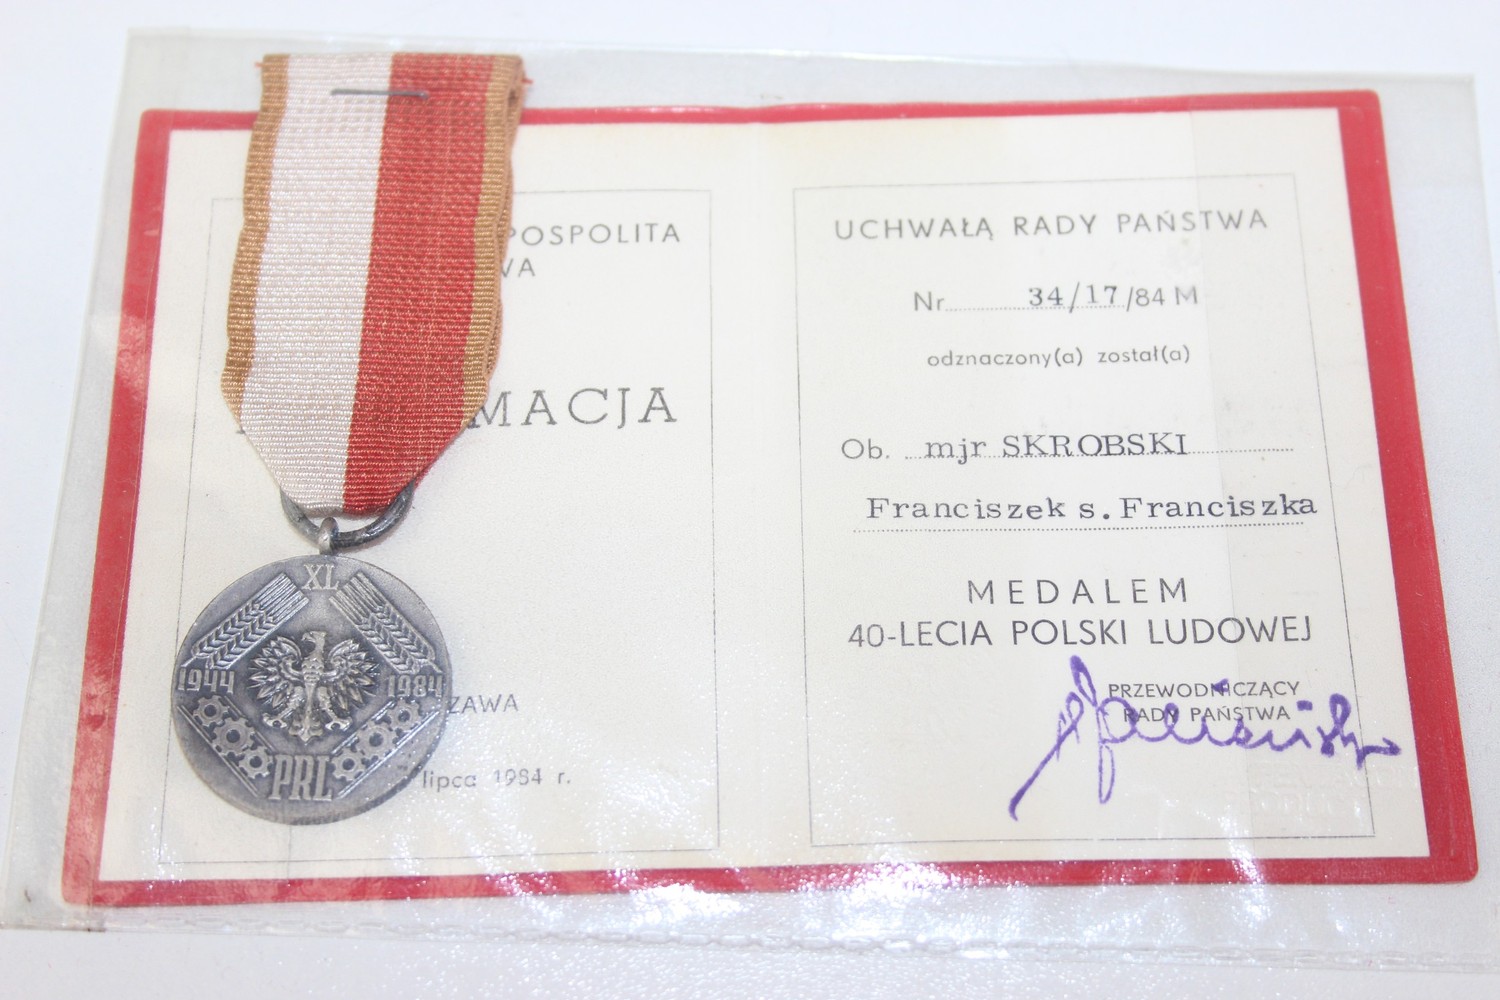 POSPOLITA
WA
MACJA
ZAWA
lipca 1984 r.
XL
1944 1984
PRL
UCHWAŁĄ RADY PAŃSTWA
Nr 34/17/84 M
odznaczony(a) został(a)
Ob. mjr SKROBSKI
Franciszek s. Franciszka
MEDALEM
40-LECIA POLSKI LUDOWEJ
PRZEWODNICZĄCY
RADY PAŃSTWA